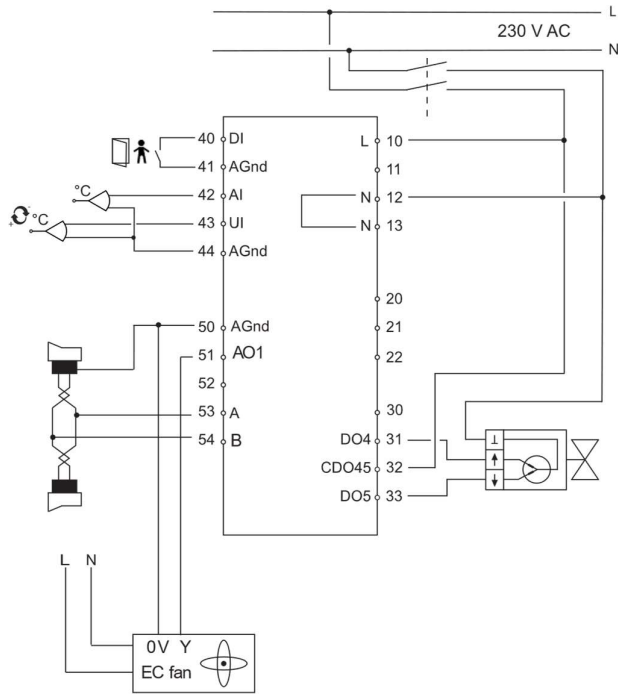 L
230 V AC
N
40 DI
L 10
41 AGnd
11
°C
42 AI
N 12
°C
43 UI
N 13
44 AGnd
20
50 AGnd
21
51 AO1
22
52
53 A
30
54 B
DO4 31
CDO45 32
DO5 33
L N
0V Y
EC fan